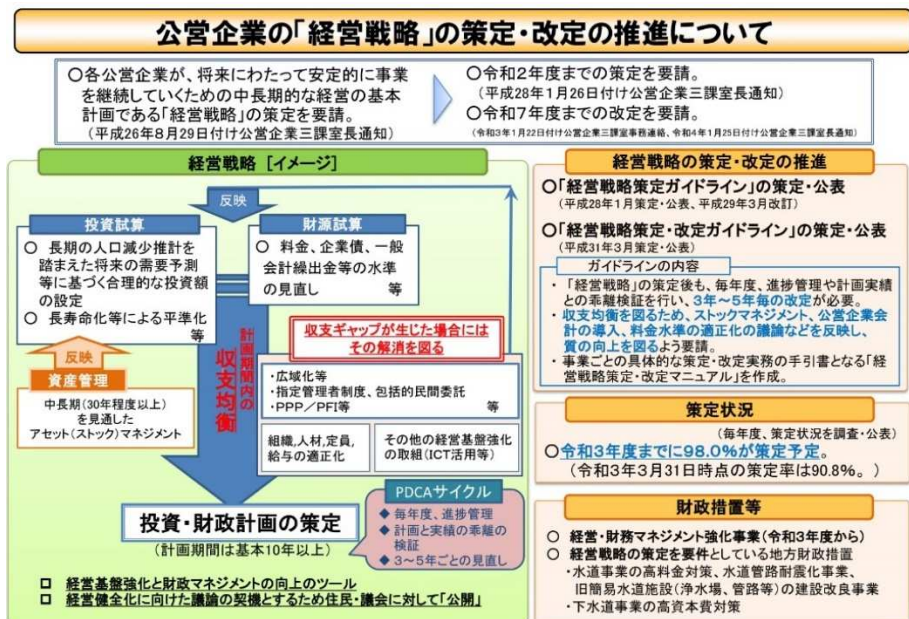 公営企業の「経営戦略」の策定・改定の推進について
○各公営企業が、将来にわたって安定的に事業
を継続していくための中長期的な経営の基本
計画である「経営戦略」の策定を要請。
(平成26年8月29日付け公営企業三課室長通知)
○令和2年度までの策定を要請。
(平成28年1月26日付け公営企業三課室長通知)
○令和7年度までの改定を要請。
(令和3年1月22日付け公営企業三課室事務連絡、令和4年1月25日付け公営企業三課室長通知)
経営戦略 [イメージ]
反映
投資試算
○ 長期の人口減少推計を
踏まえた将来の需要予測
等に基づく合理的な投資額
の設定
○ 長寿命化等による平準化
等
財源試算
○ 料金、企業債、一般
会計繰出金等の水準
の見直し 等
反映
資産管理
中長期(30年程度以上)
を見通した
アセット(ストック)マネジメント
計画期間内の
収支均衡
収支ギャップが生じた場合には
その解消を図る
・広域化等
・指定管理者制度、包括的民間委託
・PPP/PFI等 等
組織,人材,定員,
給与の適正化
その他の経営基盤強化
の取組(ICT活用等)
投資・財政計画の策定
(計画期間は基本10年以上)
PDCAサイクル
◆ 毎年度、進捗管理
◆ 計画と実績の乖離の
検証
◆ 3~5年ごとの見直し
□ 経営基盤強化と財政マネジメントの向上のツール
□ 経営健全化に向けた議論の契機とするため住民・議会に対して「公開」
経営戦略の策定・改定の推進
○「経営戦略策定ガイドライン」の策定・公表
(平成28年1月策定・公表、平成29年3月改訂)
○「経営戦略策定・改定ガイドライン」の策定・公表
(平成31年3月策定・公表)
ガイドラインの内容
・ 「経営戦略」の策定後も、毎年度、進捗管理や計画実績
との乖離検証を行い、3年~5年毎の改定が必要。
・ 収支均衡を図るため、ストックマネジメント、公営企業会
計の導入、料金水準の適正化の議論などを反映し、
質の向上を図るよう要請。
・ 事業ごとの具体的な策定・改定実務の手引書となる「経
営戦略策定・改定マニュアル」を作成。
策定状況
(毎年度、策定状況を調査・公表)
○令和3年度までに98.0%が策定予定。
(令和3年3月31日時点の策定率は90.8%。)
財政措置等
○ 経営・財務マネジメント強化事業(令和3年度から)
○ 経営戦略の策定を要件としている地方財政措置
・水道事業の高料金対策、水道管路耐震化事業、
旧簡易水道施設(浄水場、管路等)の建設改良事業
・下水道事業の高資本費対策